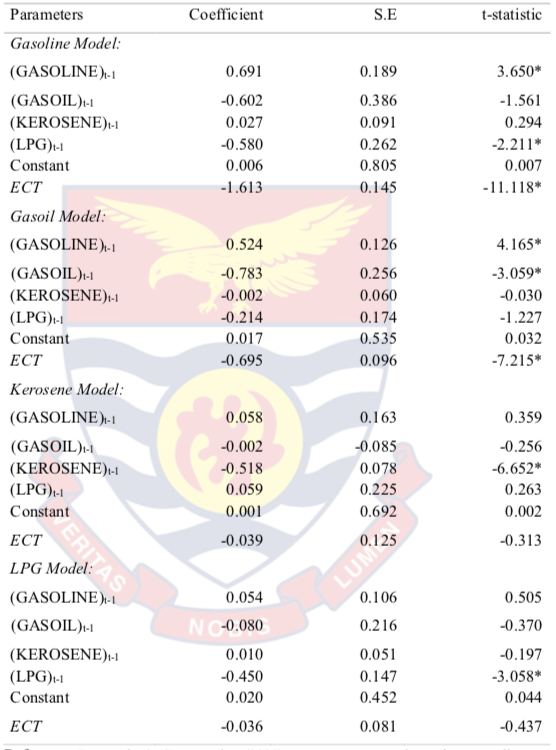 Parameters Coefficient S.E t-statistic
Gasoline Model:
(GASOLINE)t-1 0.691 0.189 3.650*
(GASOIL)t-1 -0.602 0.386 -1.561
(KEROSENE)t-1 0.027 0.091 0.294
(LPG)t-1 -0.580 0.262 -2.211*
Constant 0.006 0.805 0.007
ECT -1.613 0.145 -11.118*
Gasoil Model:
(GASOLINE)t-1 0.524 0.126 4.165*
(GASOIL)t-1 -0.783 0.256 -3.059*
(KEROSENE)t-1 -0.002 0.060 -0.030
(LPG)t-1 -0.214 0.174 -1.227
Constant 0.017 0.535 0.032
ECT -0.695 0.096 -7.215*
Kerosene Model:
(GASOLINE)t-1 0.058 0.163 0.359
(GASOIL)t-1 -0.002 -0.085 -0.256
(KEROSENE)t-1 -0.518 0.078 -6.652*
(LPG)t-1 0.059 0.225 0.263
Constant 0.001 0.692 0.002
ECT -0.039 0.125 -0.313
LPG Model:
(GASOLINE)t-1 0.054 0.106 0.505
(GASOIL)t-1 -0.080 0.216 -0.370
(KEROSENE)t-1 0.010 0.051 -0.197
(LPG)t-1 -0.450 0.147 -3.058*
Constant 0.020 0.452 0.044
ECT -0.036 0.081 -0.437
VERITAS NOBIS LUMEN